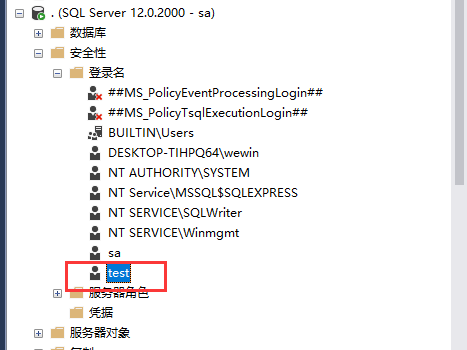 . (SQL Server 12.0.2000 - sa)
数据库
安全性
登录名
##MS_PolicyEventProcessingLogin##
##MS_PolicyTsqlExecutionLogin##
BUILTIN\Users
DESKTOP-TIHPQ64\wewin
NT AUTHORITY\SYSTEM
NT Service\MSSQL$SQLEXPRESS
NT SERVICE\SQLWriter
NT SERVICE\Winmgmt
sa
test
服务器角色
凭据
服务器对象